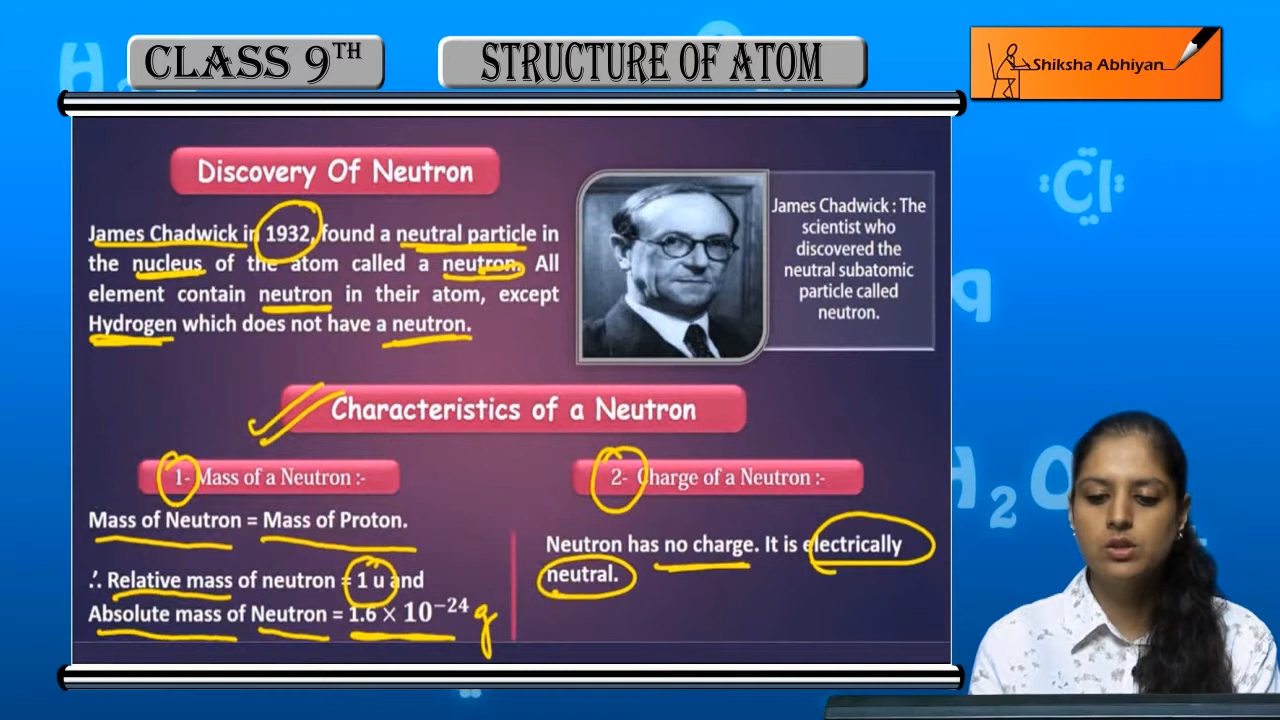 CLASS 9TH
STRUCTURE OF ATOM
Shiksha Abhiyan
Discovery Of Neutron
James Chadwick in 1932, found a neutral particle in
the nucleus of the atom called a neutron. All
element contain neutron in their atom, except
Hydrogen which does not have a neutron.
James Chadwick : The
scientist who
discovered the
neutral subatomic
particle called
neutron.
Characteristics of a Neutron
1- Mass of a Neutron :-
Mass of Neutron = Mass of Proton.
∴ Relative mass of neutron = 1 u and
Absolute mass of Neutron = 1.6 × 10⁻²⁴ g
2- Charge of a Neutron :-
Neutron has no charge. It is electrically
neutral.
Cl
H₂O